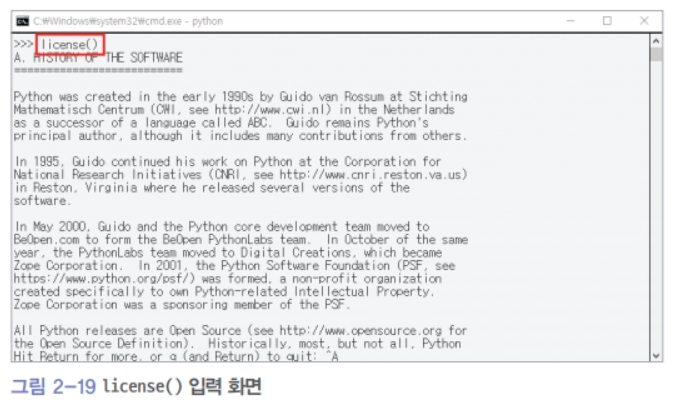 C:₩Windows₩system32₩cmd.exe - python
>>> license()
A. HISTORY OF THE SOFTWARE
==========================
Python was created in the early 1990s by Guido van Rossum at Stichting
Mathematisch Centrum (CWI, see http://www.cwi.nl) in the Netherlands
as a successor of a language called ABC.  Guido remains Python's
principal author, although it includes many contributions from others.
In 1995, Guido continued his work on Python at the Corporation for
National Research Initiatives (CNRI, see http://www.cnri.reston.va.us)
in Reston, Virginia where he released several versions of the
software.
In May 2000, Guido and the Python core development team moved to
BeOpen.com to form the BeOpen PythonLabs team.  In October of the same
year, the PythonLabs team moved to Digital Creations, which became
Zope Corporation.  In 2001, the Python Software Foundation (PSF, see
https://www.python.org/psf/) was formed, a non-profit organization
created specifically to own Python-related Intellectual Property.
Zope Corporation was a sponsoring member of the PSF.
All Python releases are Open Source (see http://www.opensource.org for
the Open Source Definition).  Historically, most, but not all, Python
Hit Return for more, or q (and Return) to quit: ^A
그림 2-19 license() 입력 화면